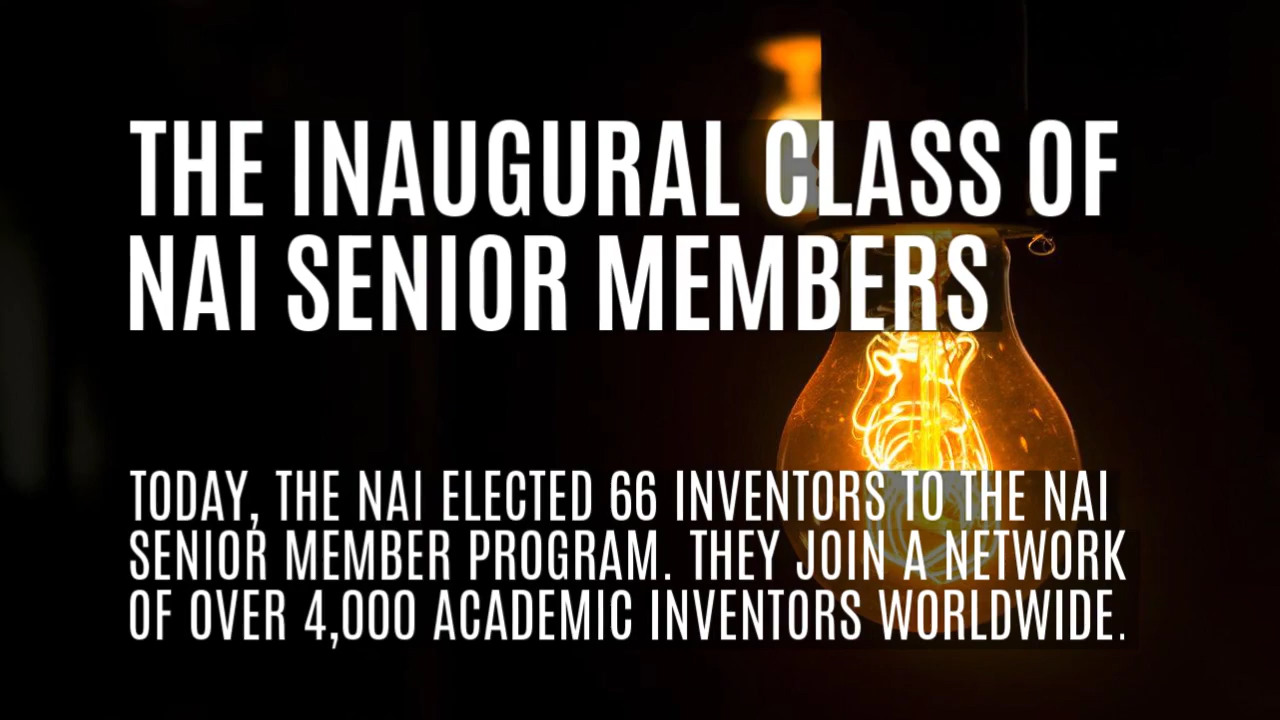 THE INAUGURAL CLASS OF
NAI SENIOR MEMBERS
TODAY, THE NAI ELECTED 66 INVENTORS TO THE NAI
SENIOR MEMBER PROGRAM. THEY JOIN A NETWORK
OF OVER 4,000 ACADEMIC INVENTORS WORLDWIDE.